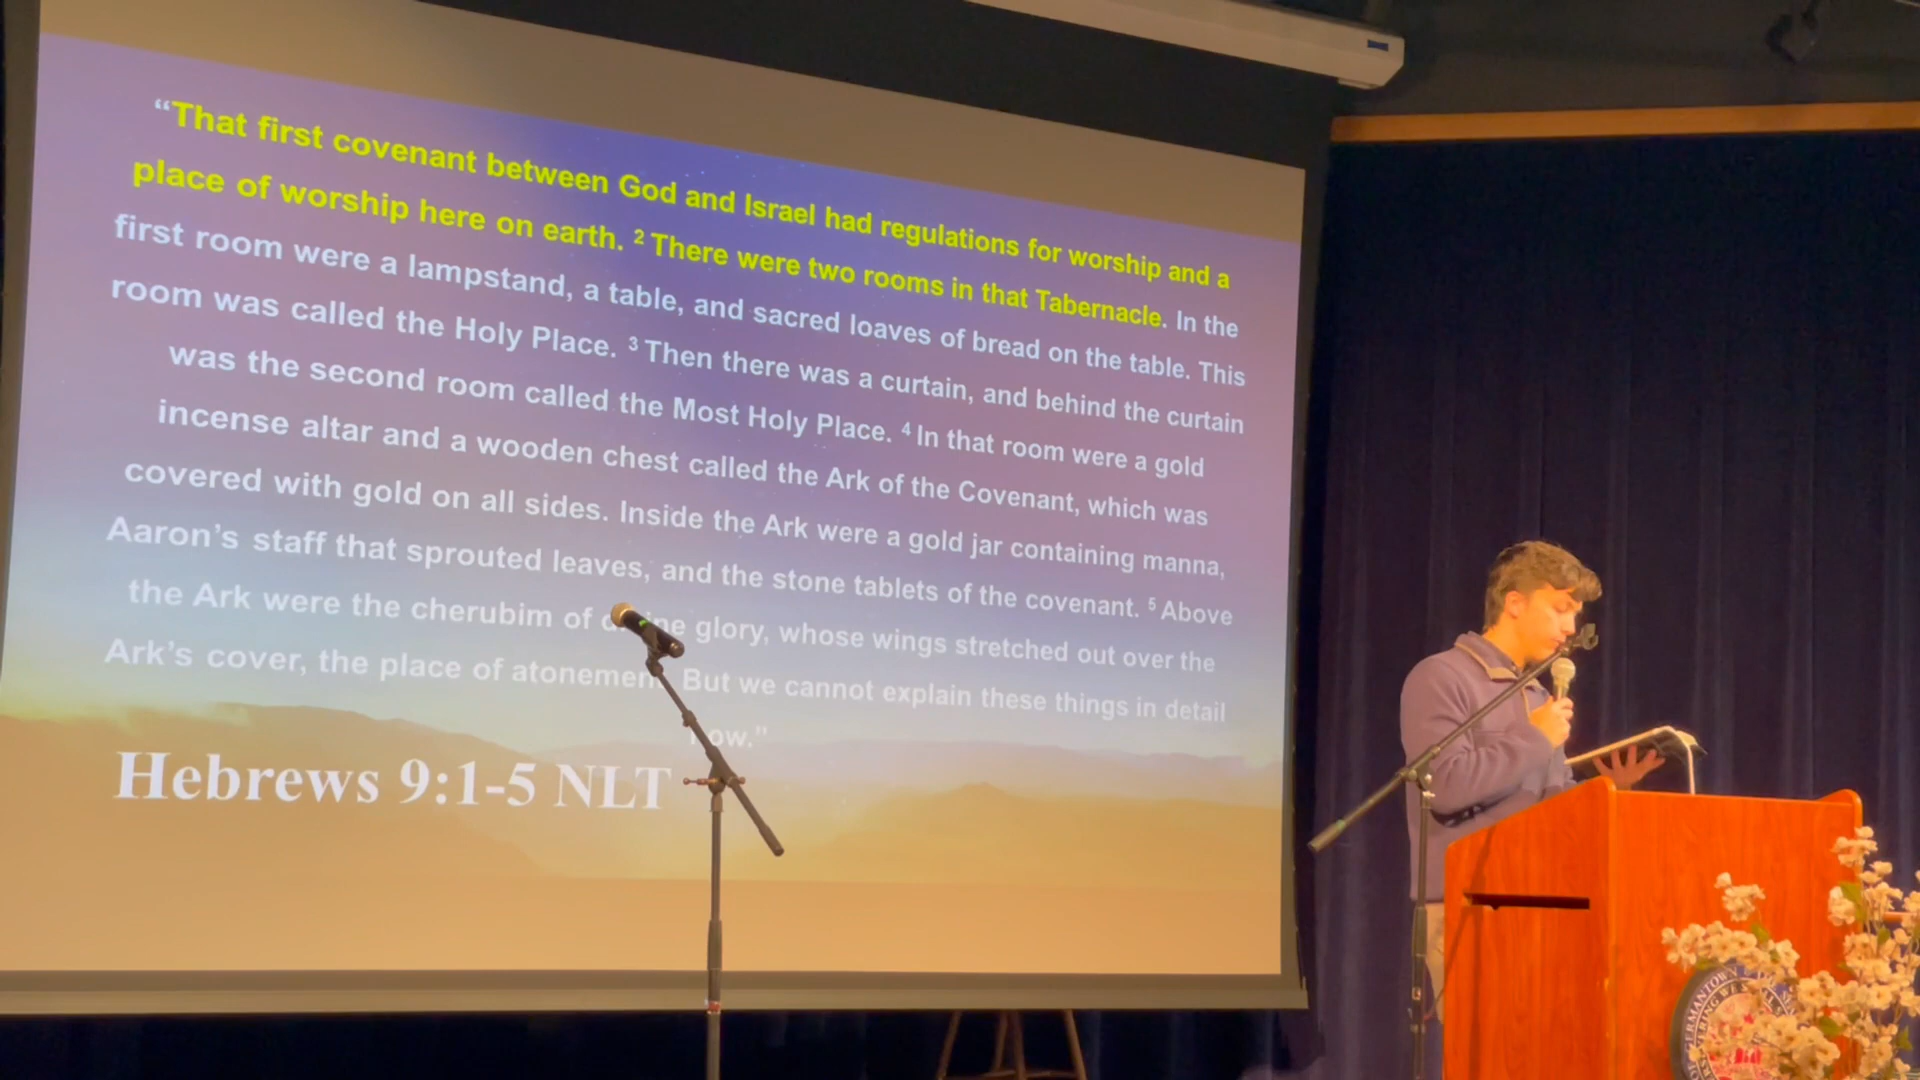 “That first covenant between God and Israel had regulations for worship and a
place of worship here on earth. 2 There were two rooms in that Tabernacle. In the
first room were a lampstand, a table, and sacred loaves of bread on the table. This
room was called the Holy Place. 3 Then there was a curtain, and behind the curtain
was the second room called the Most Holy Place. 4 In that room were a gold
incense altar and a wooden chest called the Ark of the Covenant, which was
covered with gold on all sides. Inside the Ark were a gold jar containing manna,
Aaron’s staff that sprouted leaves, and the stone tablets of the covenant. 5 Above
the Ark were the cherubim of glory, whose wings stretched out over the
Ark’s cover, the place of atonement. But we cannot explain these things in detail
now."
Hebrews 9:1-5 NLT